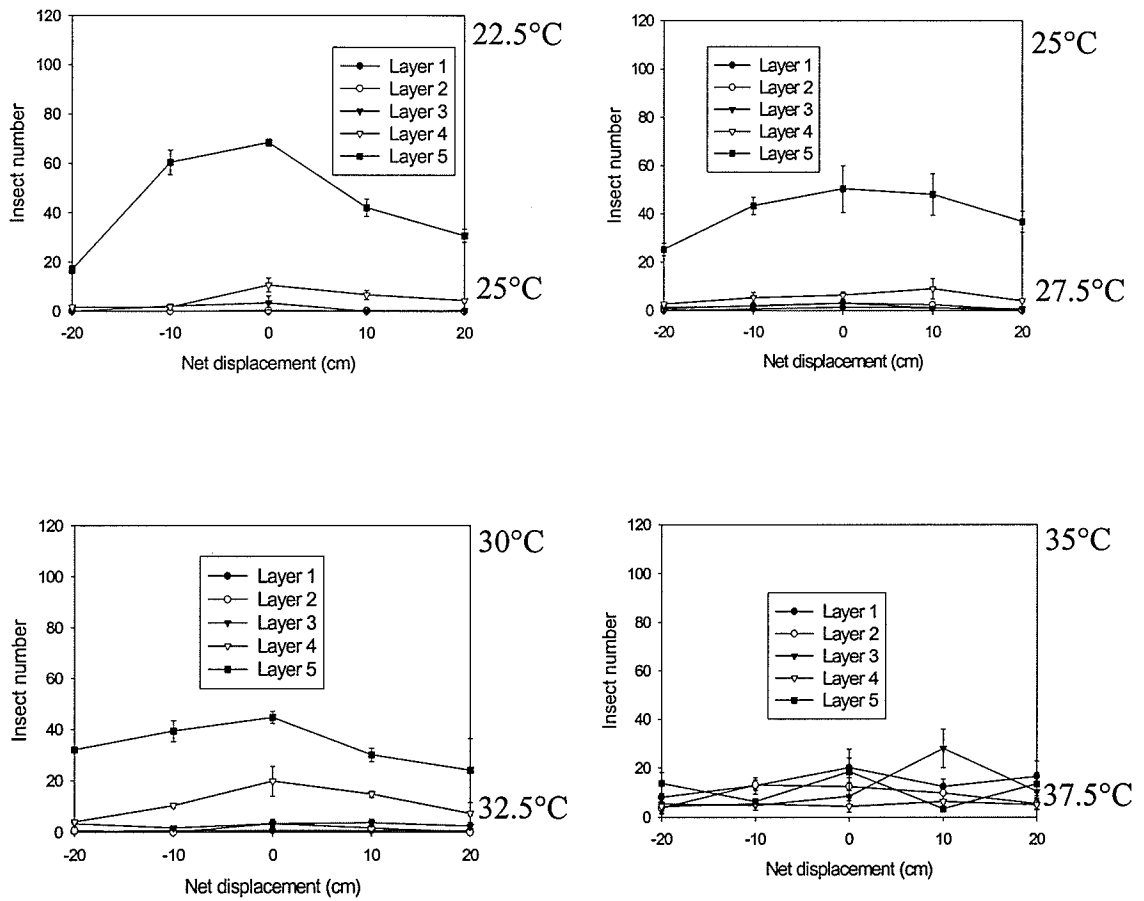 22.5°C
120
100
80
60
40
20
0
Insect number
Layer 1
Layer 2
Layer 3
Layer 4
Layer 5
25°C
-20 -10 0 10 20
Net displacement (cm)
25°C
120
100
80
60
40
20
0
Insect number
Layer 1
Layer 2
Layer 3
Layer 4
Layer 5
27.5°C
-20 -10 0 10 20
Net displacement (cm)
30°C
120
100
80
60
40
20
0
Insect number
Layer 1
Layer 2
Layer 3
Layer 4
Layer 5
32.5°C
-20 -10 0 10 20
Net displacement (cm)
35°C
120
100
80
60
40
20
0
Insect number
Layer 1
Layer 2
Layer 3
Layer 4
Layer 5
37.5°C
-20 -10 0 10 20
Net displacement (cm)